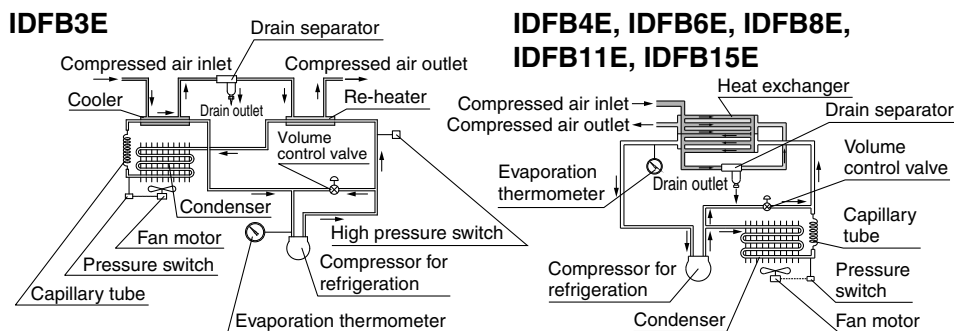 IDFB3E
Drain separator
Compressed air inlet
Compressed air outlet
Cooler
Drain outlet
Re-heater
Volume
control valve
Condenser
Fan motor
High pressure switch
Pressure switch
Compressor for
refrigeration
Capillary tube
Evaporation thermometer
IDFB4E, IDFB6E, IDFB8E,
IDFB11E, IDFB15E
Heat exchanger
Compressed air inlet
Compressed air outlet
Drain separator
Volume
control valve
Evaporation
thermometer
Drain outlet
Capillary
tube
Compressor for
refrigeration
Pressure
switch
Condenser
Fan motor